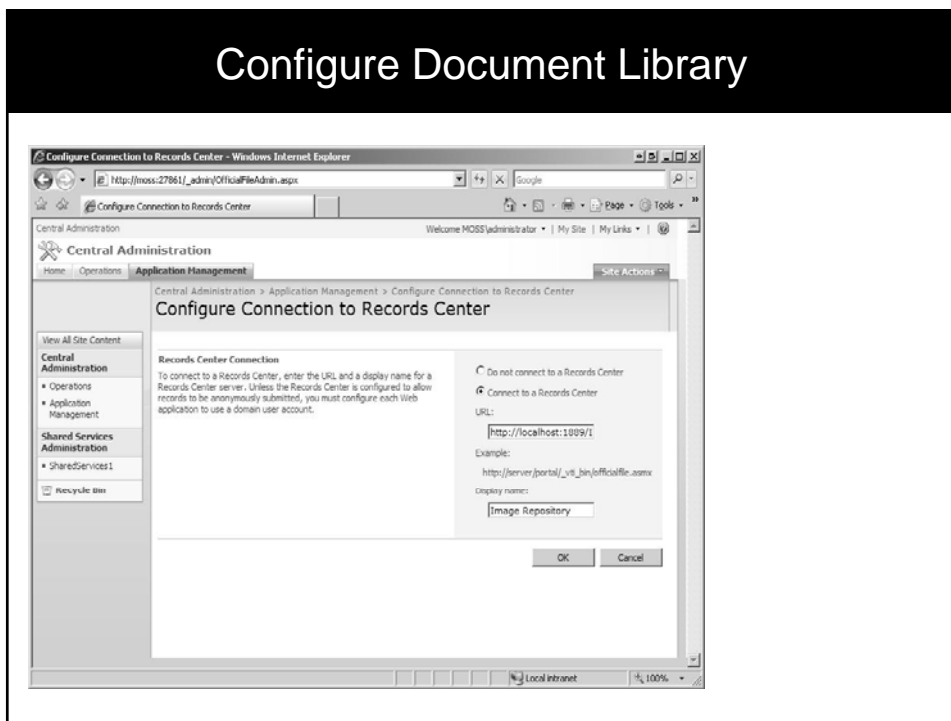 Configure Document Library
Configure Connection to Records Center - Windows Internet Explorer
http://moss:27861/_admin/OfficialFileAdmin.aspx
Google
Configure Connection to Records Center
Page
Tools
Central Administration
Welcome MOSS\administrator
My Site
My Links
Central Administration
Home
Operations
Application Management
Site Actions
Central Administration > Application Management > Configure Connection to Records Center
Configure Connection to Records Center
View All Site Content
Central
Administration
Operations
Application
Management
Shared Services
Administration
SharedServices1
Recycle Bin
Records Center Connection
To connect to a Records Center, enter the URL and a display name for a
Records Center server. Unless the Records Center is configured to allow
records to be anonymously submitted, you must configure each Web
application to use a domain user account.
Do not connect to a Records Center
Connect to a Records Center
URL:
http://localhost:1889/I
Example:
http://server/portal/_vti_bin/officialfile.asmx
Display name:
Image Repository
OK
Cancel
Local intranet
100%